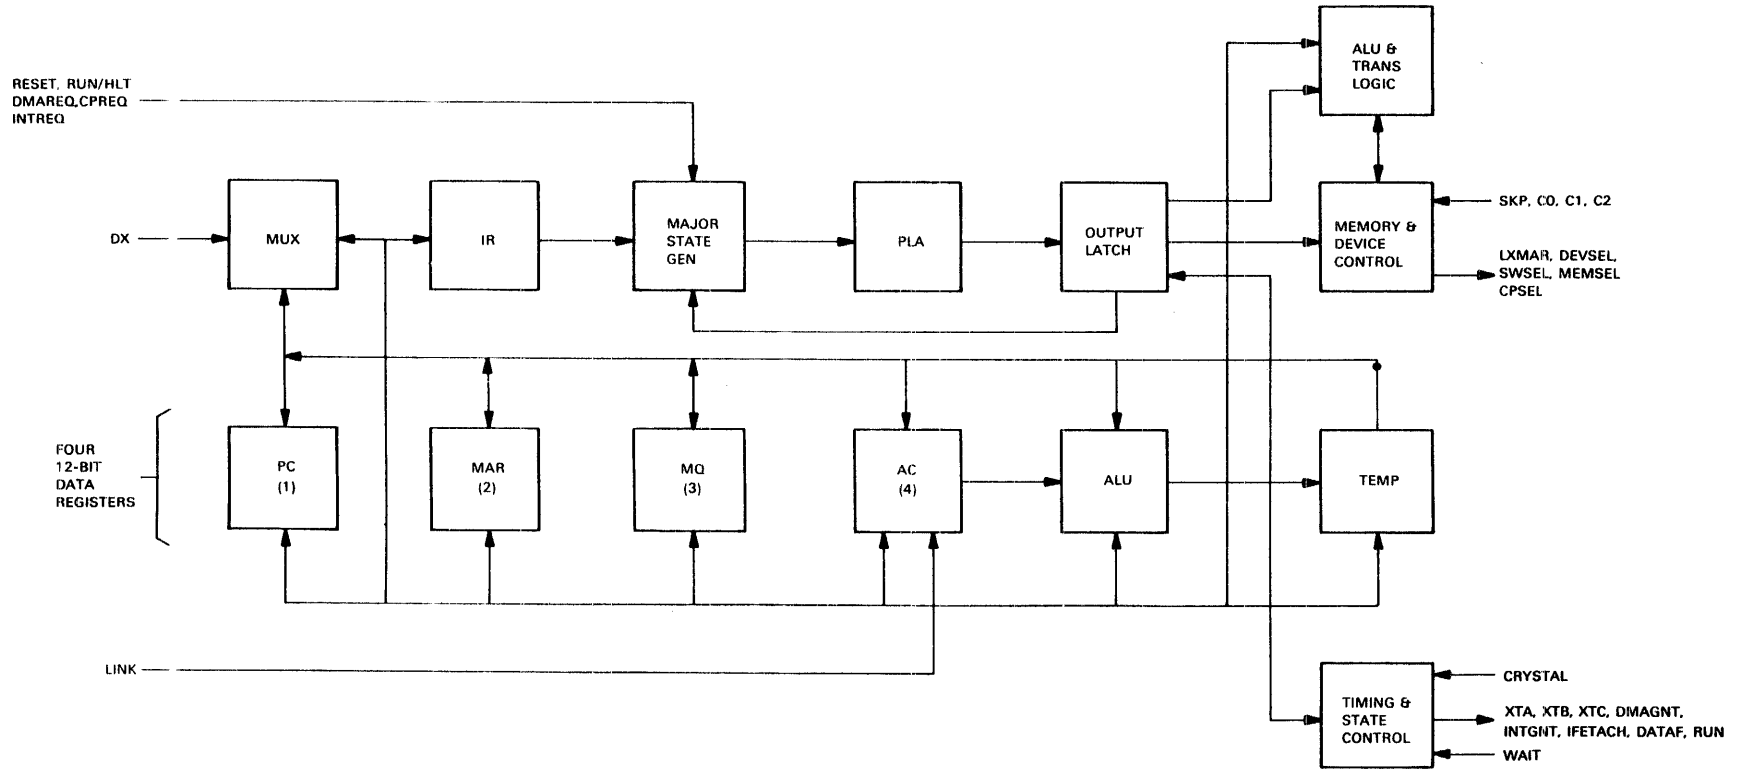 ALU &
TRANS
LOGIC
RESET, RUN/HLT
DMAREQ,CPREQ
INTREQ
DX
MUX
IR
MAJOR
STATE
GEN
PLA
OUTPUT
LATCH
MEMORY &
DEVICE
CONTROL
SKP, C0, C1, C2
LXMAR, DEVSEL,
SWSEL, MEMSEL
CPSEL
FOUR
12-BIT
DATA
REGISTERS
PC
(1)
MAR
(2)
MQ
(3)
AC
(4)
ALU
TEMP
LINK
TIMING &
STATE
CONTROL
CRYSTAL
XTA, XTB, XTC, DMAGNT,
INTGNT, IFETACH, DATAF, RUN
WAIT